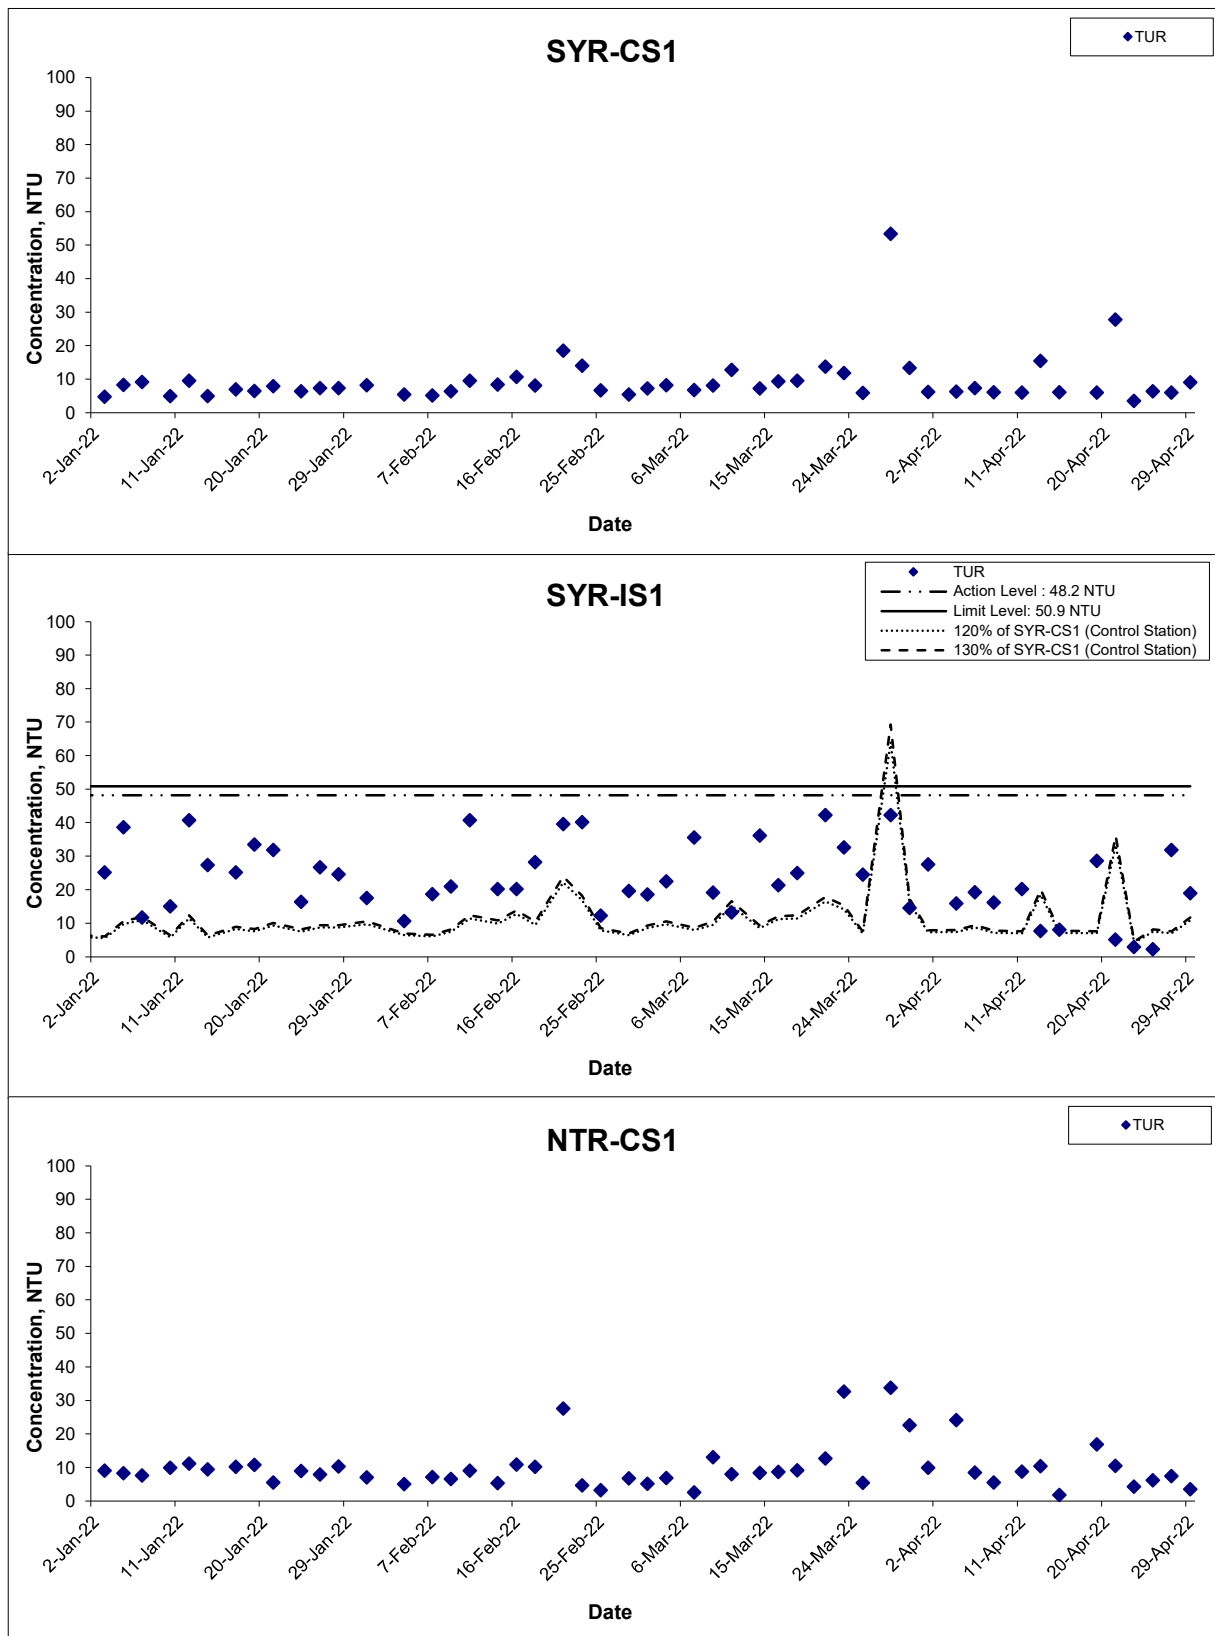 SYR-CS1
TUR
Concentration, NTU
100
90
80
70
60
50
40
30
20
10
0
2-Jan-22
11-Jan-22
20-Jan-22
29-Jan-22
7-Feb-22
16-Feb-22
25-Feb-22
6-Mar-22
15-Mar-22
24-Mar-22
2-Apr-22
11-Apr-22
20-Apr-22
29-Apr-22
Date
SYR-IS1
TUR
Action Level : 48.2 NTU
Limit Level: 50.9 NTU
120% of SYR-CS1 (Control Station)
130% of SYR-CS1 (Control Station)
Concentration, NTU
100
90
80
70
60
50
40
30
20
10
0
2-Jan-22
11-Jan-22
20-Jan-22
29-Jan-22
7-Feb-22
16-Feb-22
25-Feb-22
6-Mar-22
15-Mar-22
24-Mar-22
2-Apr-22
11-Apr-22
20-Apr-22
29-Apr-22
Date
NTR-CS1
TUR
Concentration, NTU
100
90
80
70
60
50
40
30
20
10
0
2-Jan-22
11-Jan-22
20-Jan-22
29-Jan-22
7-Feb-22
16-Feb-22
25-Feb-22
6-Mar-22
15-Mar-22
24-Mar-22
2-Apr-22
11-Apr-22
20-Apr-22
29-Apr-22
Date